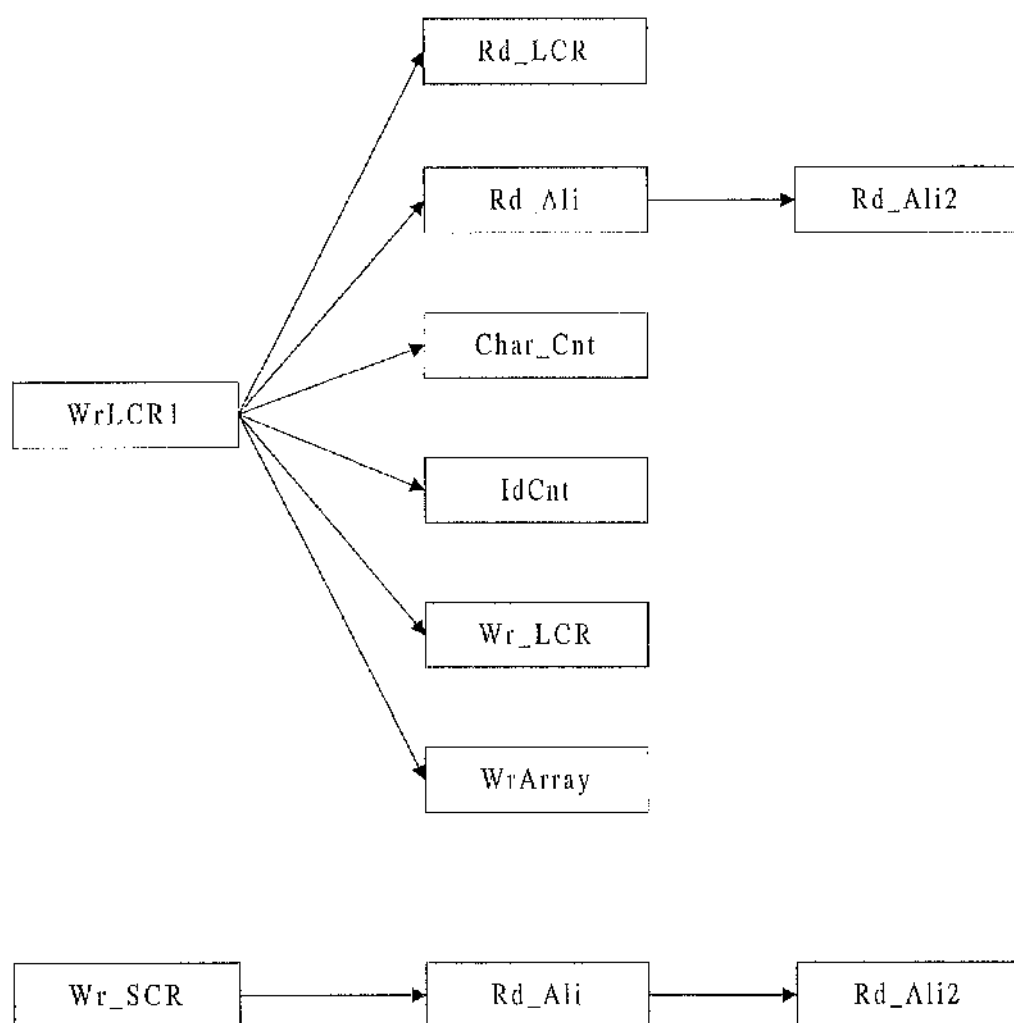 Rd_LCR
Rd_Ali Rd_Ali2
Char_Cnt
WrLCR1
IdCnt
Wr_LCR
WrArray
Wr_SCR Rd_Ali Rd_Ali2